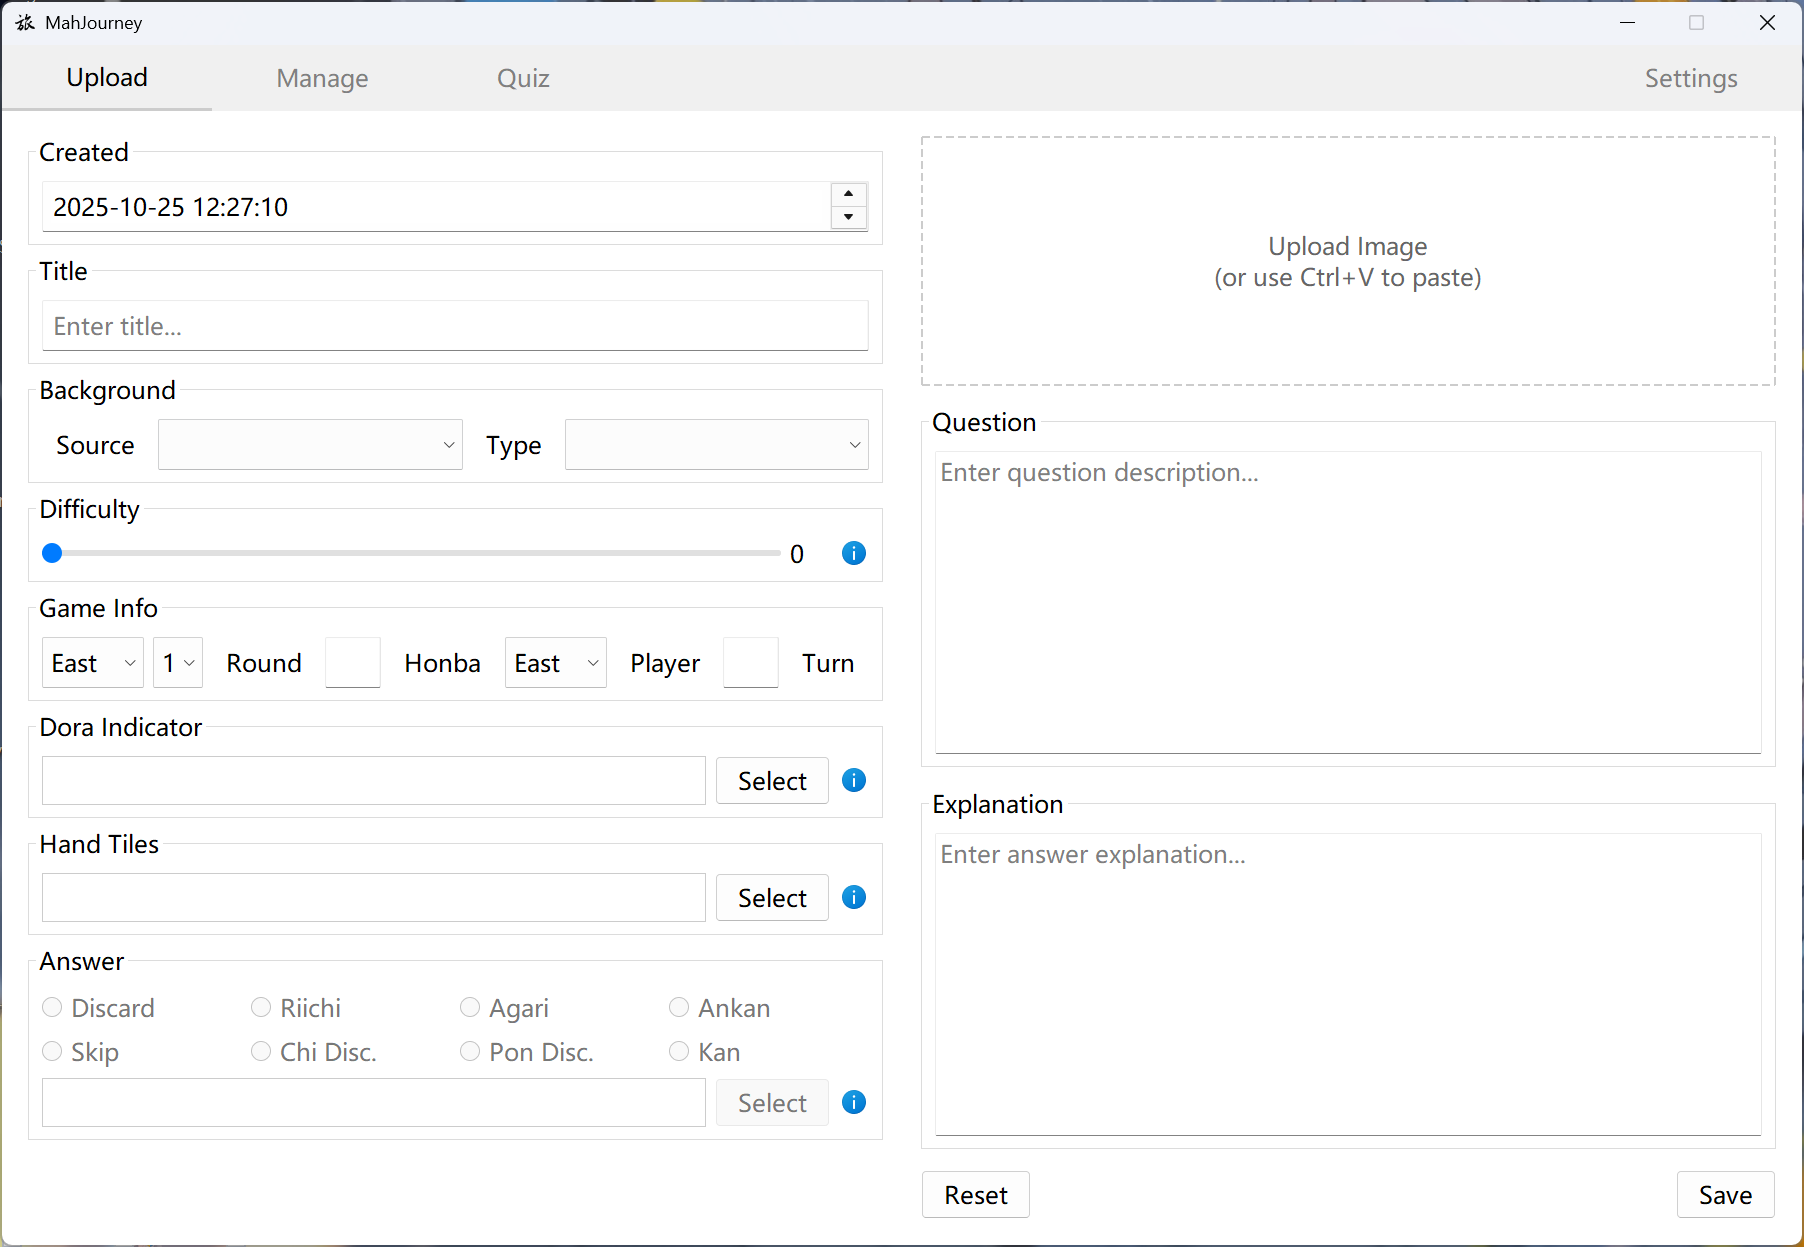 旅 MahJourney
Upload Manage Quiz Settings
Created
2025-10-25 12:27:10
Title
Enter title...
Background
Source Type
Difficulty
0
Game Info
East 1 Round Honba East Player Turn
Dora Indicator
Select
Hand Tiles
Select
Answer
Discard Riichi Agari Ankan
Skip Chi Disc. Pon Disc. Kan
Select
Upload Image
(or use Ctrl+V to paste)
Question
Enter question description...
Explanation
Enter answer explanation...
Reset Save